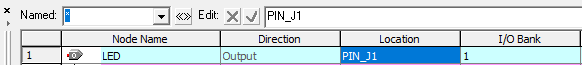 Named: * Edit: PIN_J1
Node Name Direction Location I/O Bank
1 LED Output PIN_J1 1